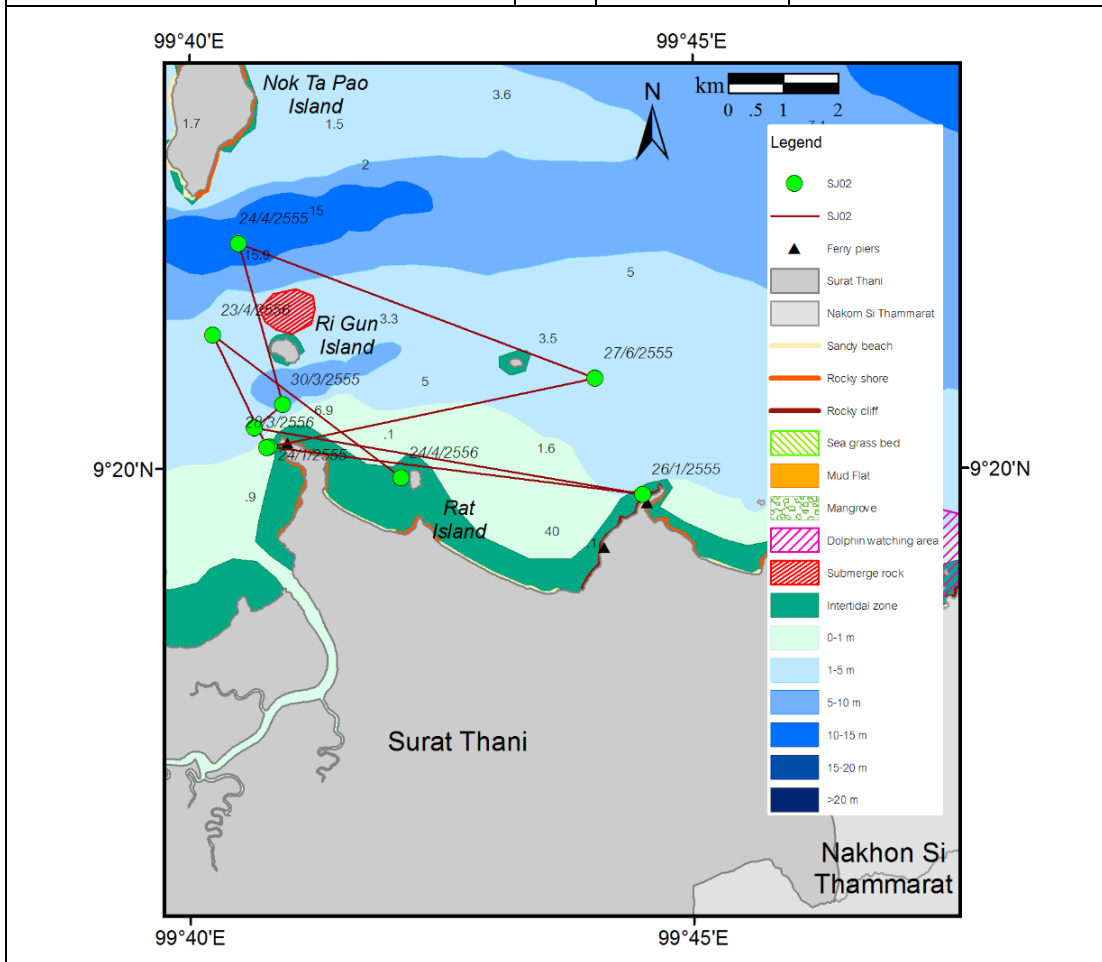 99°40'E
99°45'E
Nok Ta Pao
Island
3.6
1.7
1.5
2
N
km
0 .5 1 2
Legend
SJ02
SJ02
Ferry piers
Surat Thani
Nakorn Si Thammarat
Sandy beach
Rocky shore
Rocky cliff
Sea grass bed
Mud Flat
Mangrove
Dolphin watching area
Submerge rock
Intertidal zone
0-1 m
1-5 m
5-10 m
10-15 m
15-20 m
>20 m
24/4/2555
15
15.9
5
23/4/2556
Ri Gun
Island
3.3
3.5
27/6/2555
30/3/2555
5
6.9
28/3/2556
.1
1.6
24/1/2555
24/4/2556
26/1/2555
9°20'N
9°20'N
.9
Rat
Island
40
Surat Thani
Nakhon Si
Thammarat
99°40'E
99°45'E